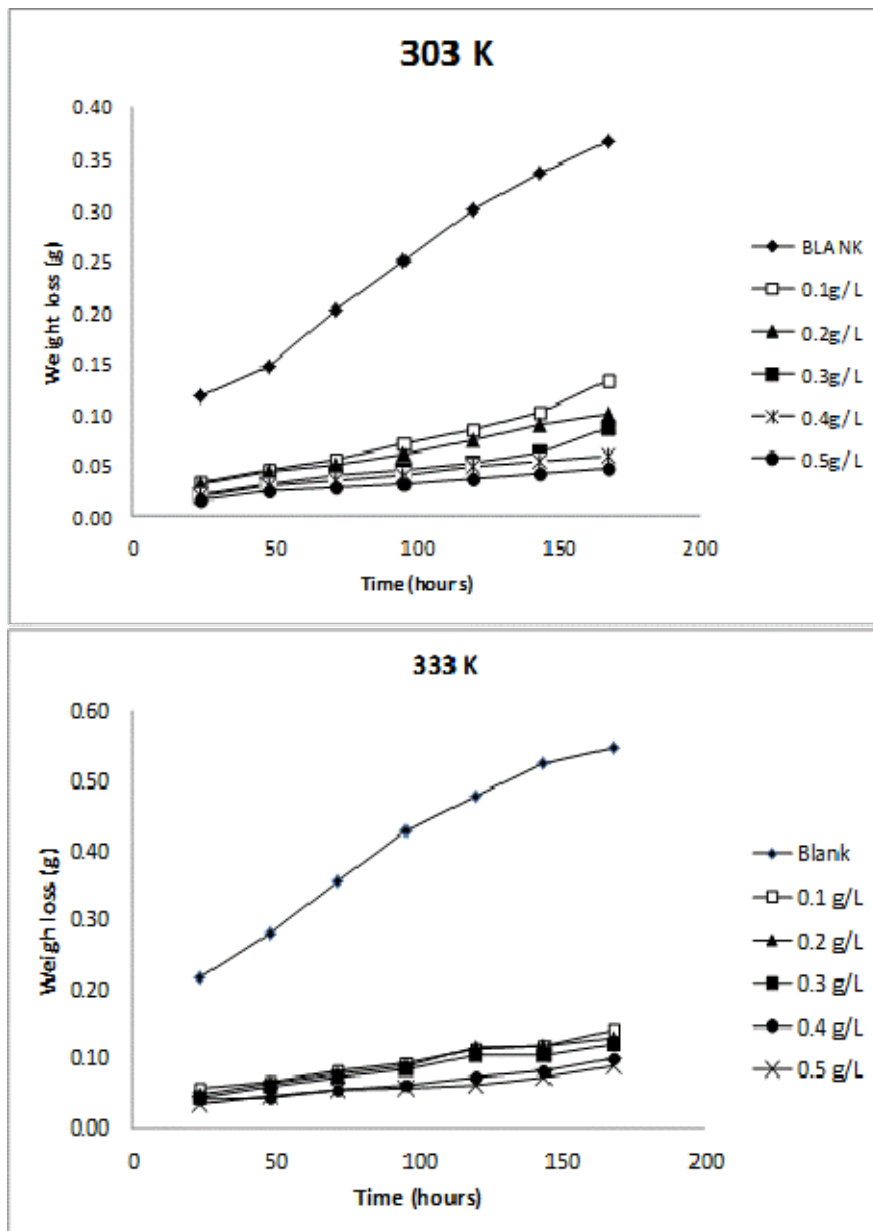 303 K
0.40
0.35
0.30
0.25
0.20
0.15
0.10
0.05
0.00
Weight loss (g)
0 50 100 150 200
Time (hours)
BLANK
0.1g/L
0.2g/L
0.3g/L
0.4g/L
0.5g/L
333 K
0.60
0.50
0.40
0.30
0.20
0.10
0.00
Weigh loss (g)
0 50 100 150 200
Time (hours)
Blank
0.1 g/L
0.2 g/L
0.3 g/L
0.4 g/L
0.5 g/L